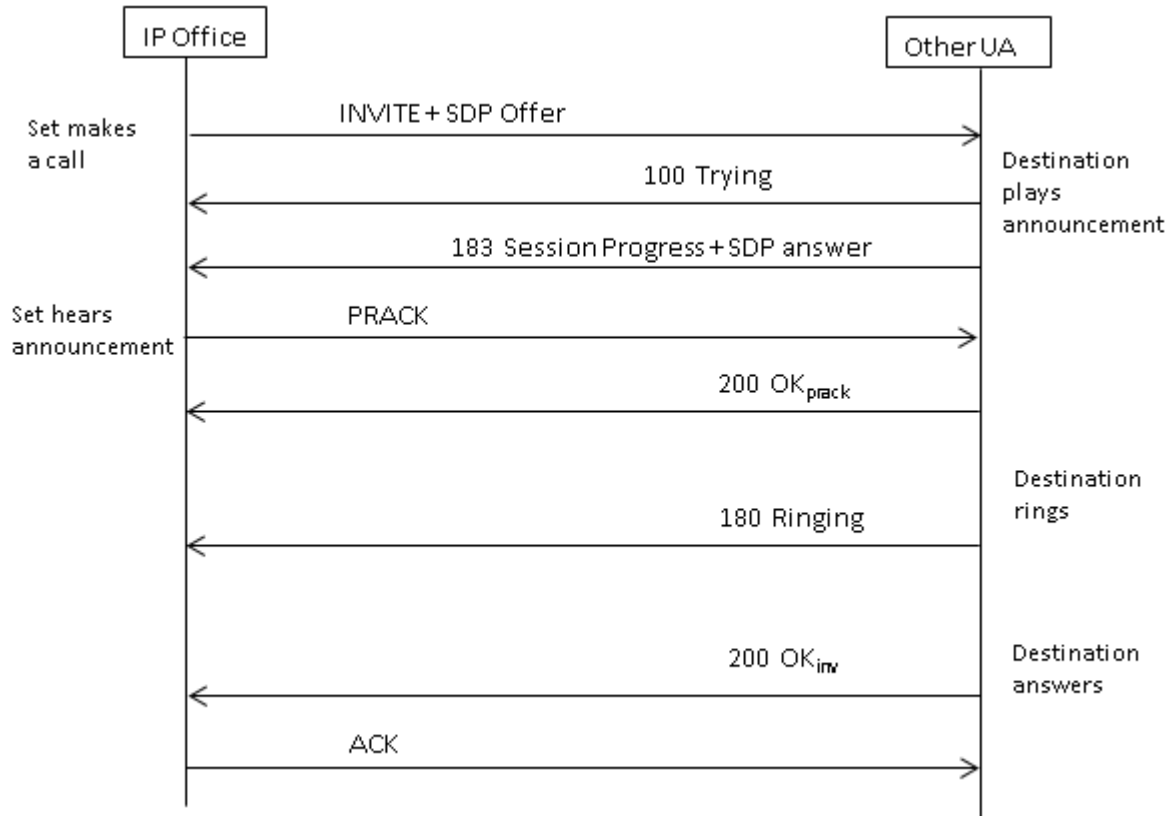 IP Office
Other UA
INVITE + SDP Offer
Set makes
a call
100 Trying
Destination
plays
announcement
183 Session Progress + SDP answer
Set hears
announcement
PRACK
200 OKprack
Destination
rings
180 Ringing
200 OKinv
Destination
answers
ACK